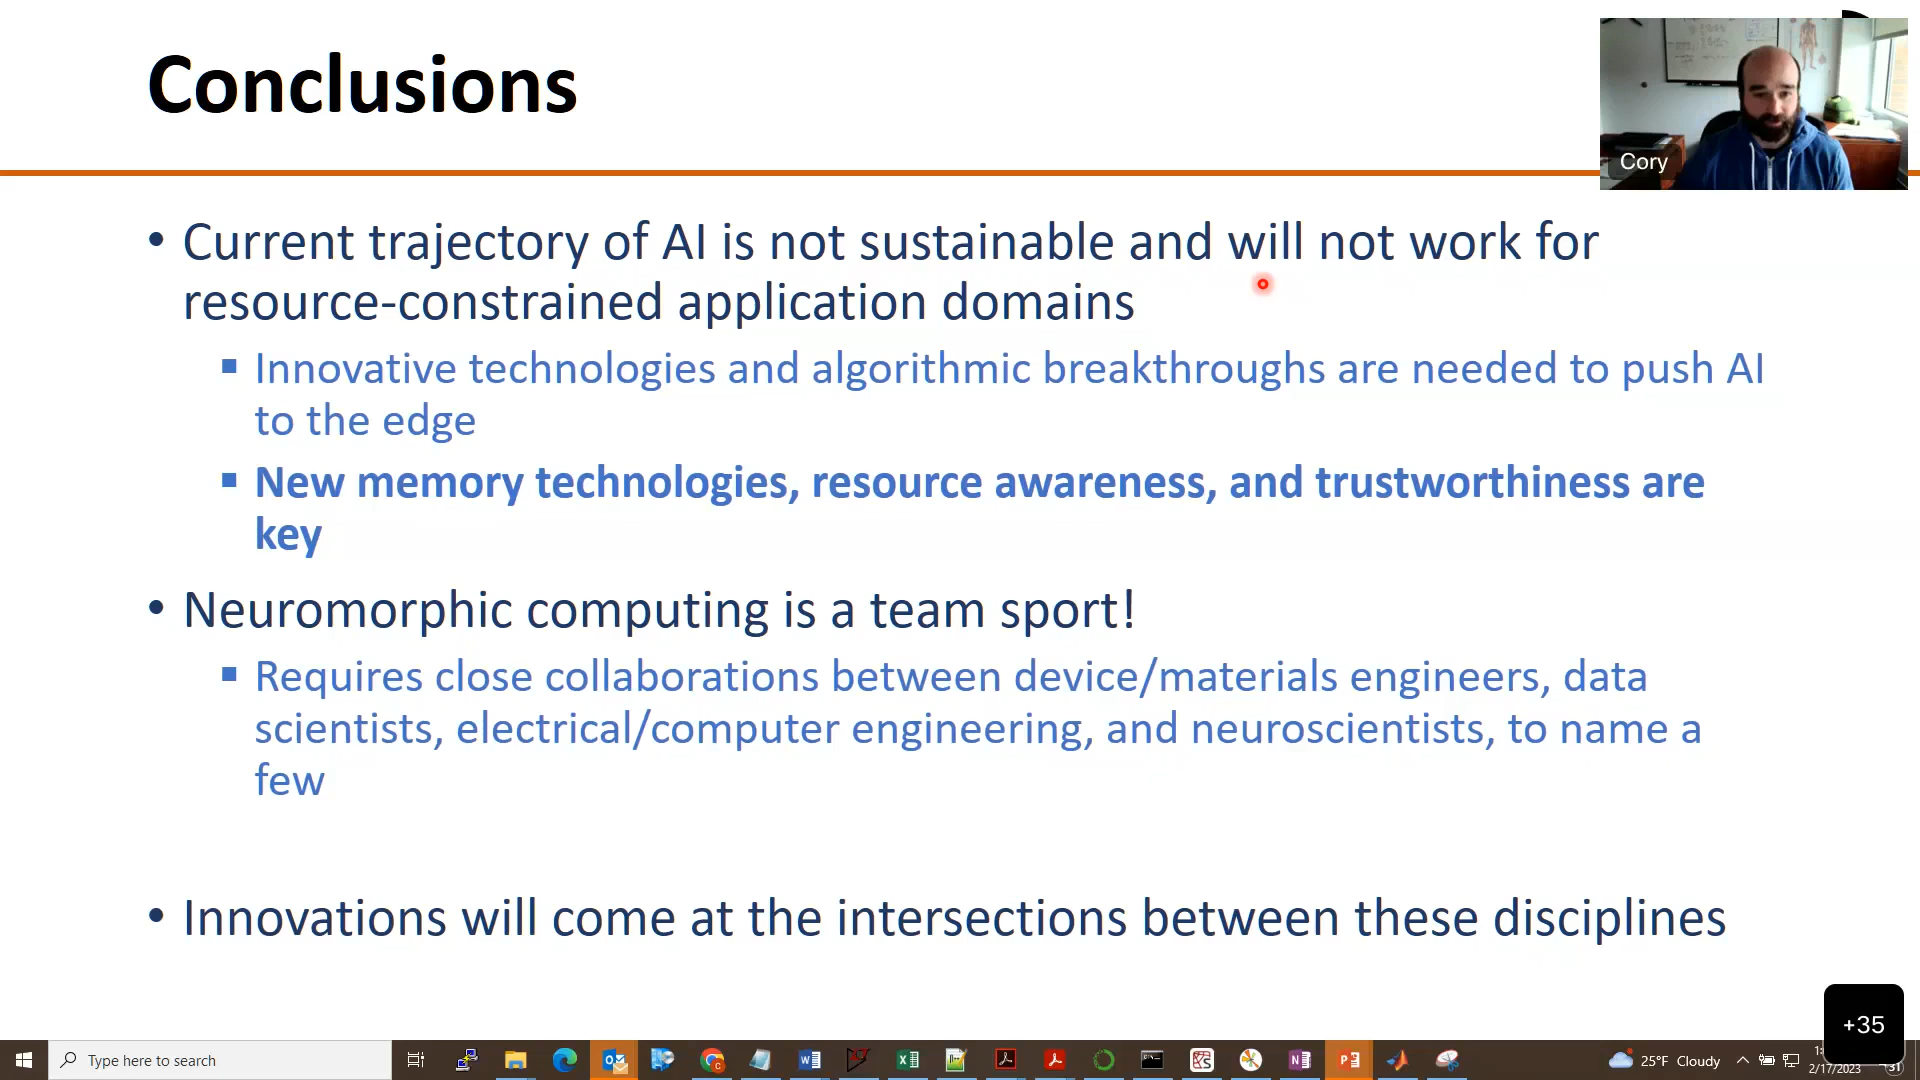 Conclusions
Cory
• Current trajectory of AI is not sustainable and will not work for
resource-constrained application domains
▪ Innovative technologies and algorithmic breakthroughs are needed to push AI
to the edge
▪ New memory technologies, resource awareness, and trustworthiness are
key
• Neuromorphic computing is a team sport!
▪ Requires close collaborations between device/materials engineers, data
scientists, electrical/computer engineering, and neuroscientists, to name a
few
• Innovations will come at the intersections between these disciplines
+35
Type here to search
25°F Cloudy
2/17/2023
31